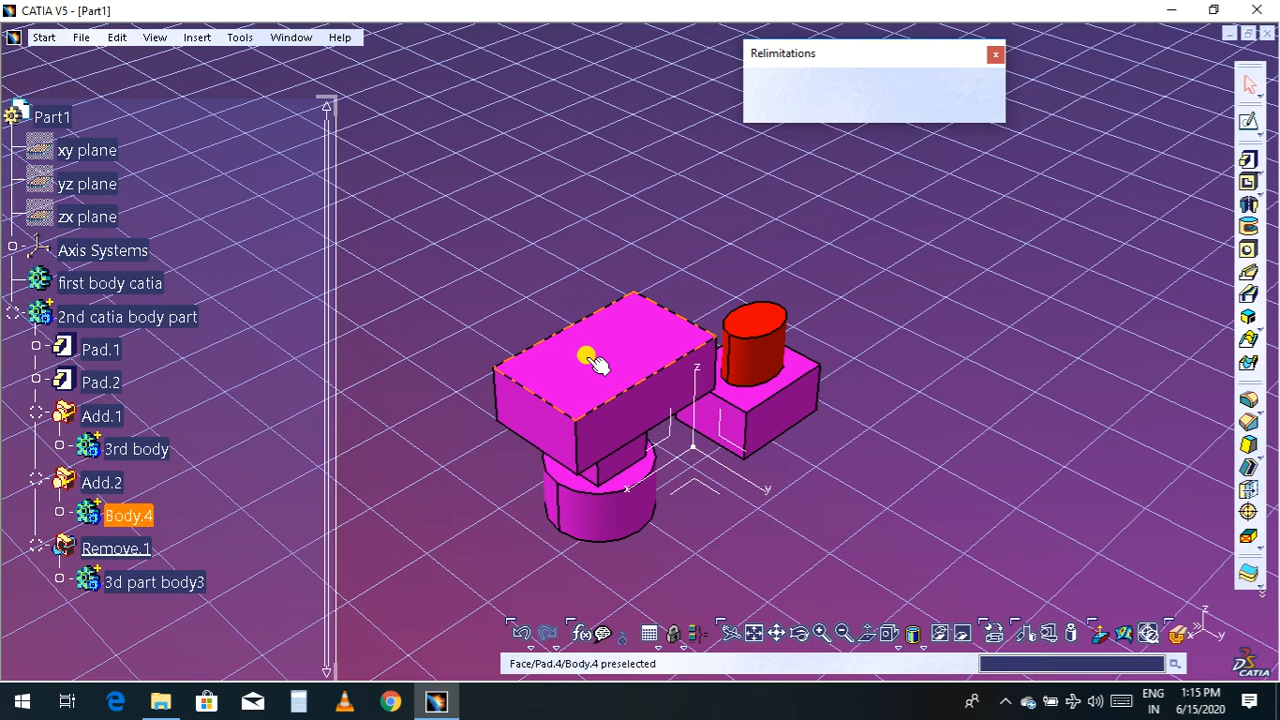 CATIA V5 - [Part1]
Start File Edit View Insert Tools Window Help
Relimitations
Part1
xy plane
yz plane
zx plane
Axis Systems
first body catia
2nd catia body part
Pad.1
Pad.2
Add.1
3rd body
Add.2
Body.4
Remove.1
3d part body3
z
x
y
z
x
y
f(x)
Face/Pad.4/Body.4 preselected
CATIA
ENG
IN
1:15 PM
6/15/2020